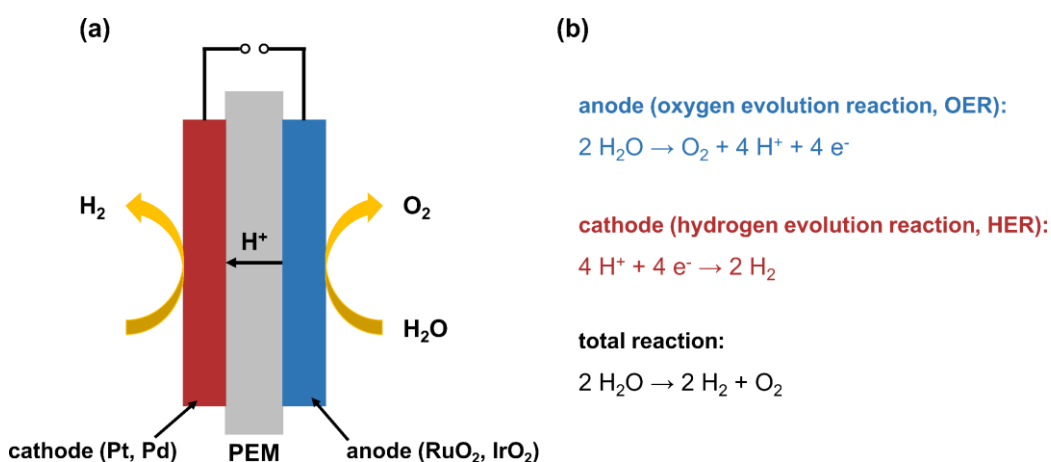 (a)
H₂
O₂
H⁺
H₂O
cathode (Pt, Pd)
PEM
anode (RuO₂, IrO₂)
(b)
anode (oxygen evolution reaction, OER):
2 H₂O → O₂ + 4 H⁺ + 4 e⁻
cathode (hydrogen evolution reaction, HER):
4 H⁺ + 4 e⁻ → 2 H₂
total reaction:
2 H₂O → 2 H₂ + O₂